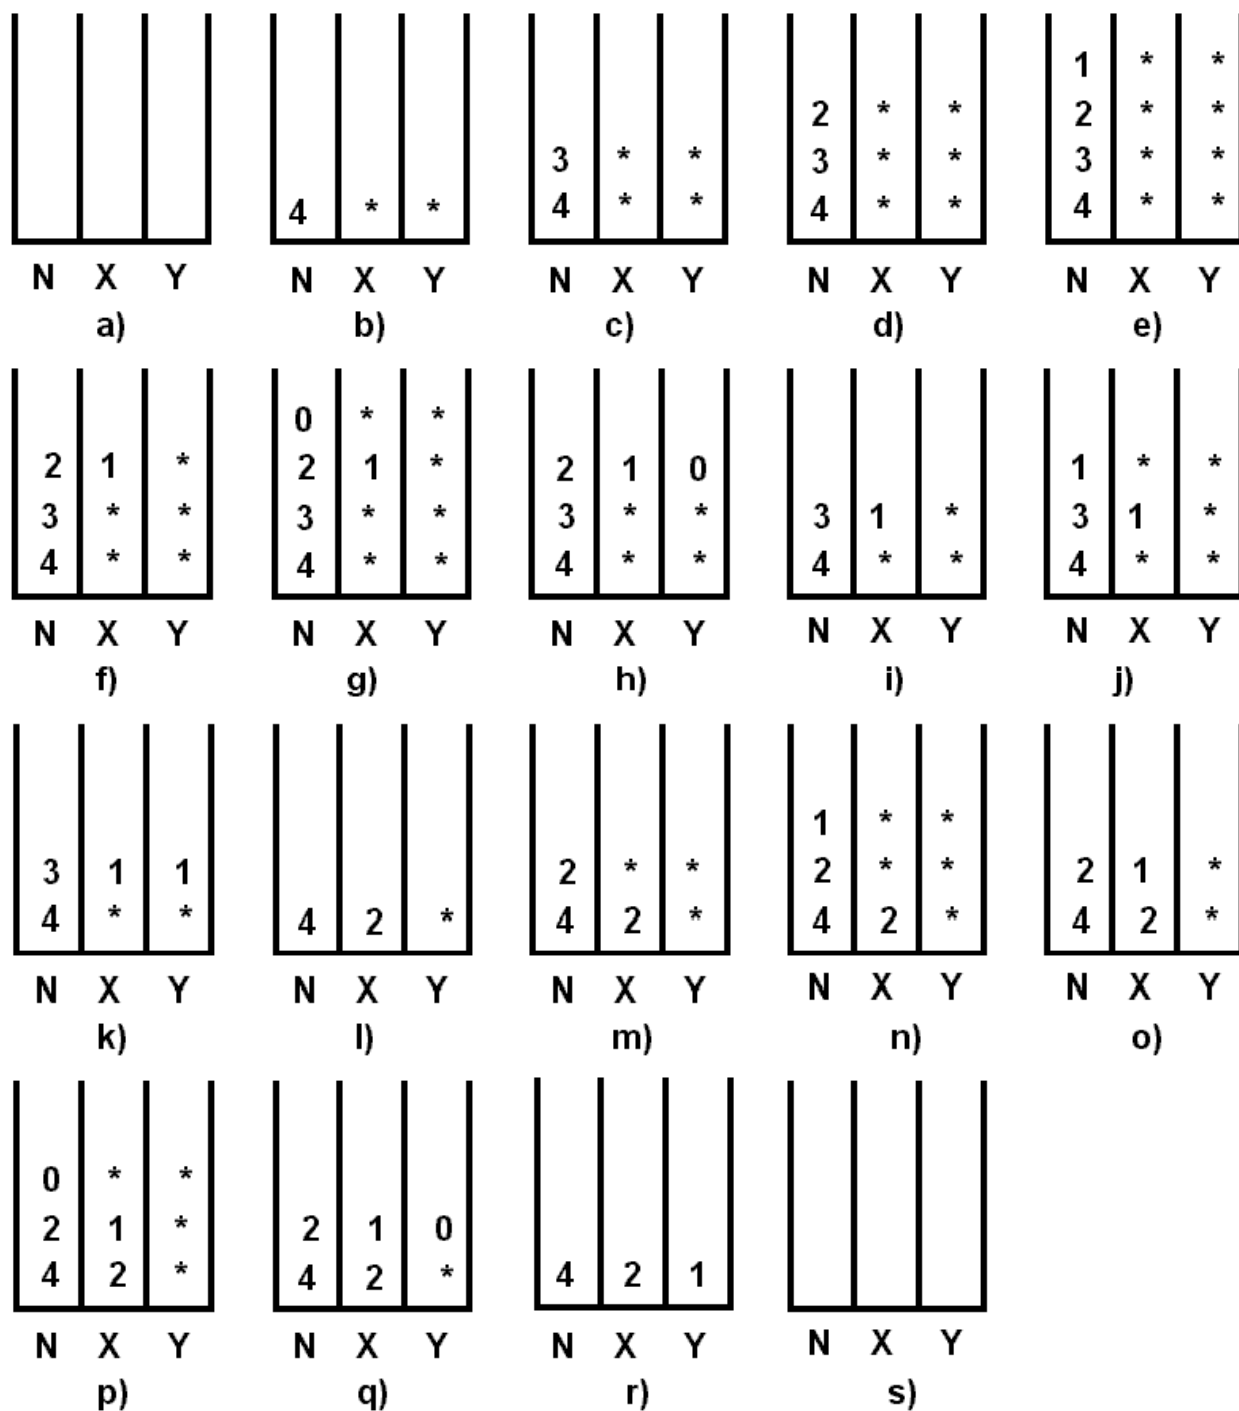 1 * *
2 * * 2 * *
3 * * 3 * * 3 * *
4 * * 4 * * 4 * * 4 * *
N X Y N X Y N X Y N X Y N X Y
a) b) c) d) e)
0 * *
2 1 * 2 1 * 2 1 0 1 * *
3 * * 3 * * 3 * * 3 1 * 3 1 *
4 * * 4 * * 4 * * 4 * * 4 * *
N X Y N X Y N X Y N X Y N X Y
f) g) h) i) j)
1 * *
3 1 1 2 * * 2 * * 2 1 *
4 * * 4 2 * 4 2 * 4 2 * 4 2 *
N X Y N X Y N X Y N X Y N X Y
k) l) m) n) o)
0 * *
2 1 * 2 1 0
4 2 * 4 2 * 4 2 1
N X Y N X Y N X Y N X Y
p) q) r) s)